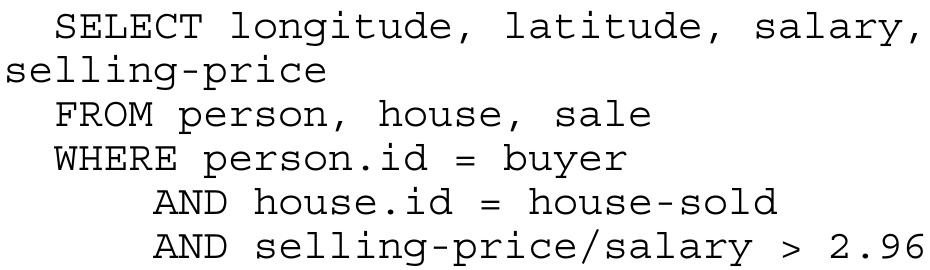 SELECT longitude, latitude, salary,
selling-price
FROM person, house, sale
WHERE person.id = buyer
AND house.id = house-sold
AND selling-price/salary > 2.96